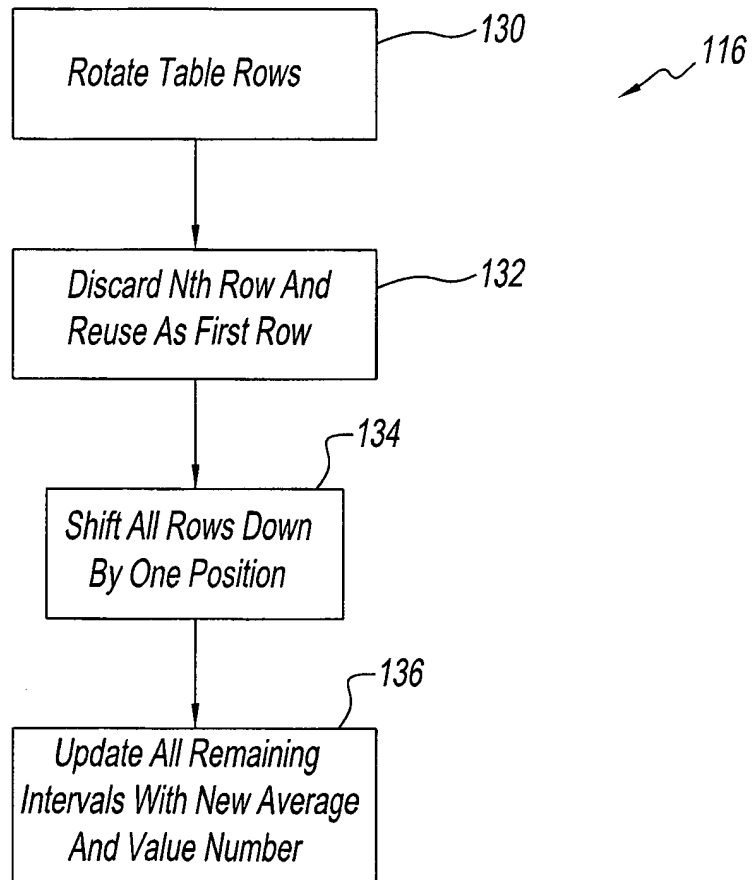 130
116
Rotate Table Rows
132
Discard Nth Row And
Reuse As First Row
134
Shift All Rows Down
By One Position
136
Update All Remaining
Intervals With New Average
And Value Number